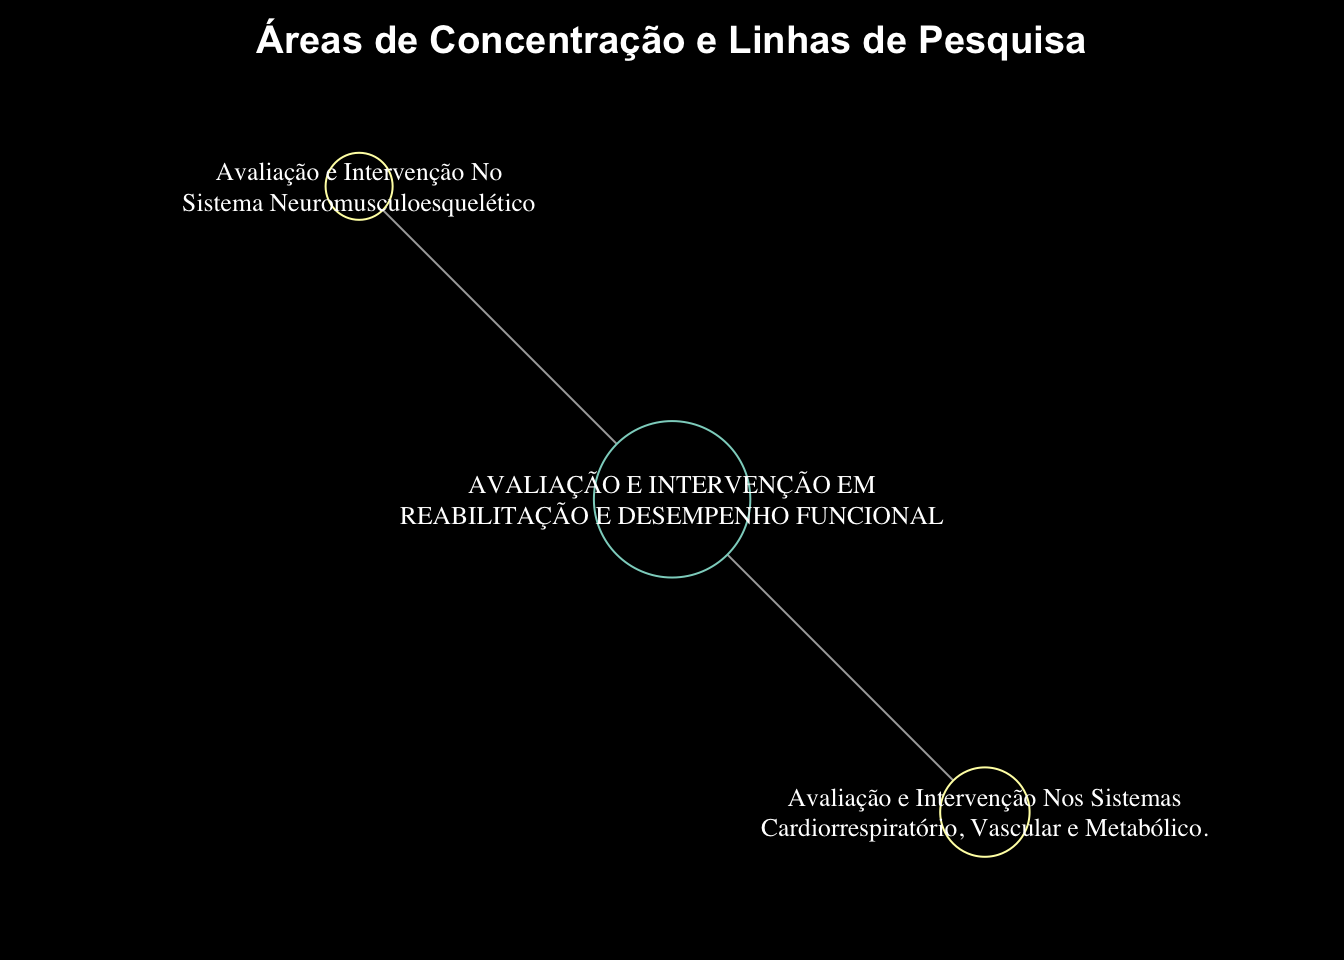 Áreas de Concentração e Linhas de Pesquisa
Avaliação e Intervenção No
Sistema Neuromusculoesquelético
AVALIAÇÃO E INTERVENÇÃO EM
REABILITAÇÃO E DESEMPENHO FUNCIONAL
Avaliação e Intervenção Nos Sistemas
Cardiorrespiratório, Vascular e Metabólico.